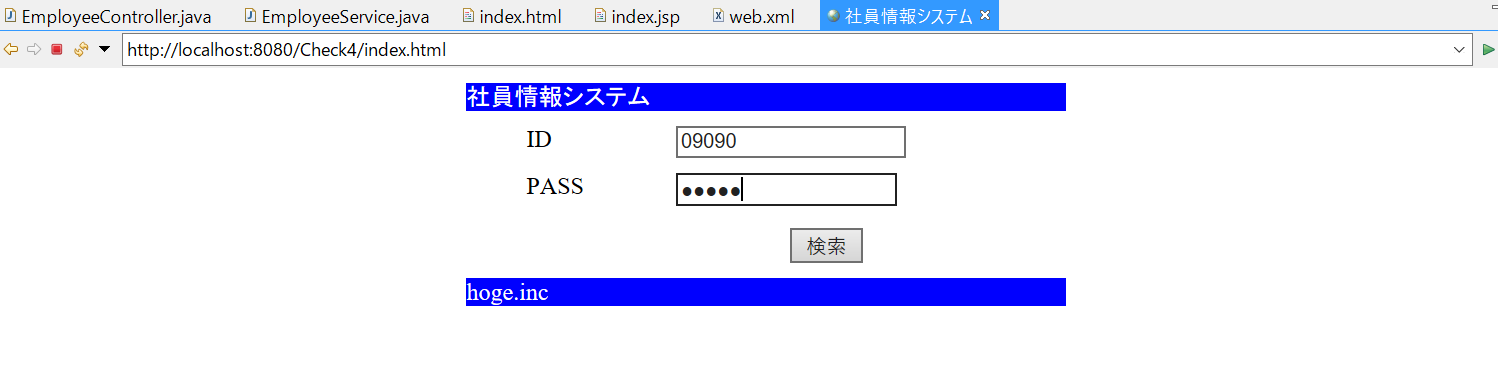 EmployeeController.java EmployeeService.java index.html index.jsp web.xml 社員情報システム
http://localhost:8080/Check4/index.html
社員情報システム
ID 09090
PASS ●●●●●
検索
hoge.inc